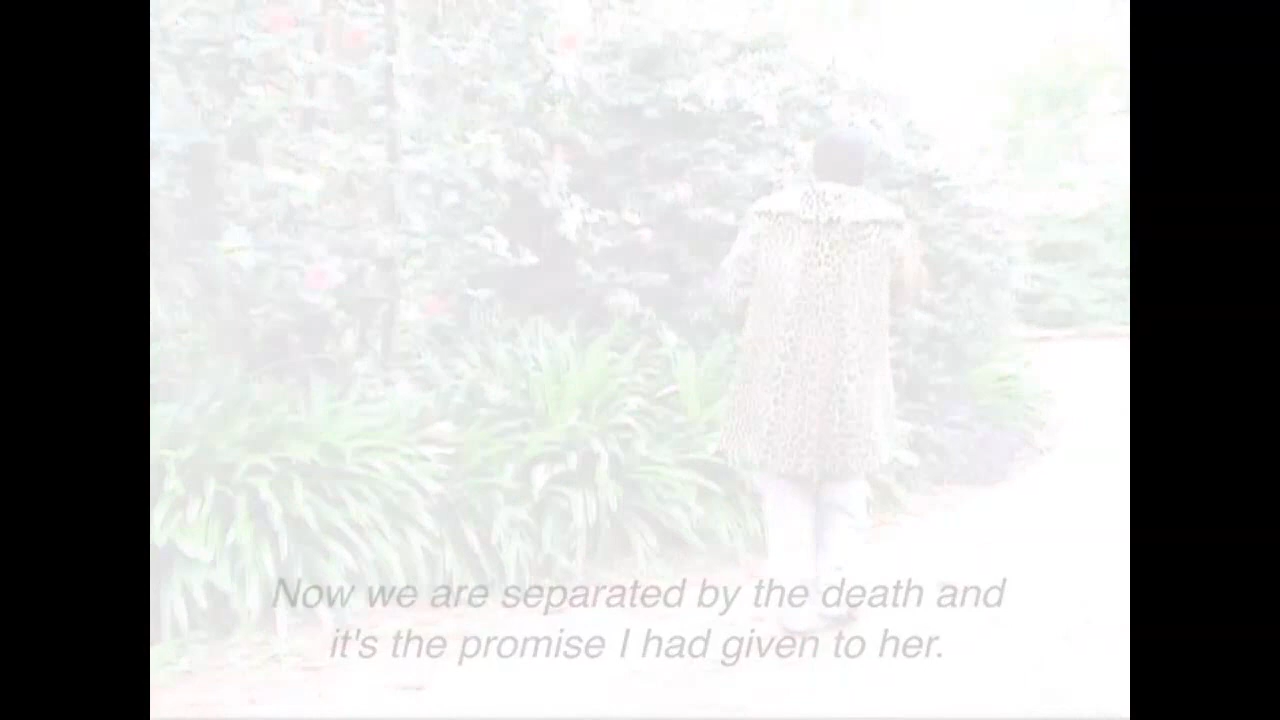 Now we are separated by the death and
it's the promise I had given to her.